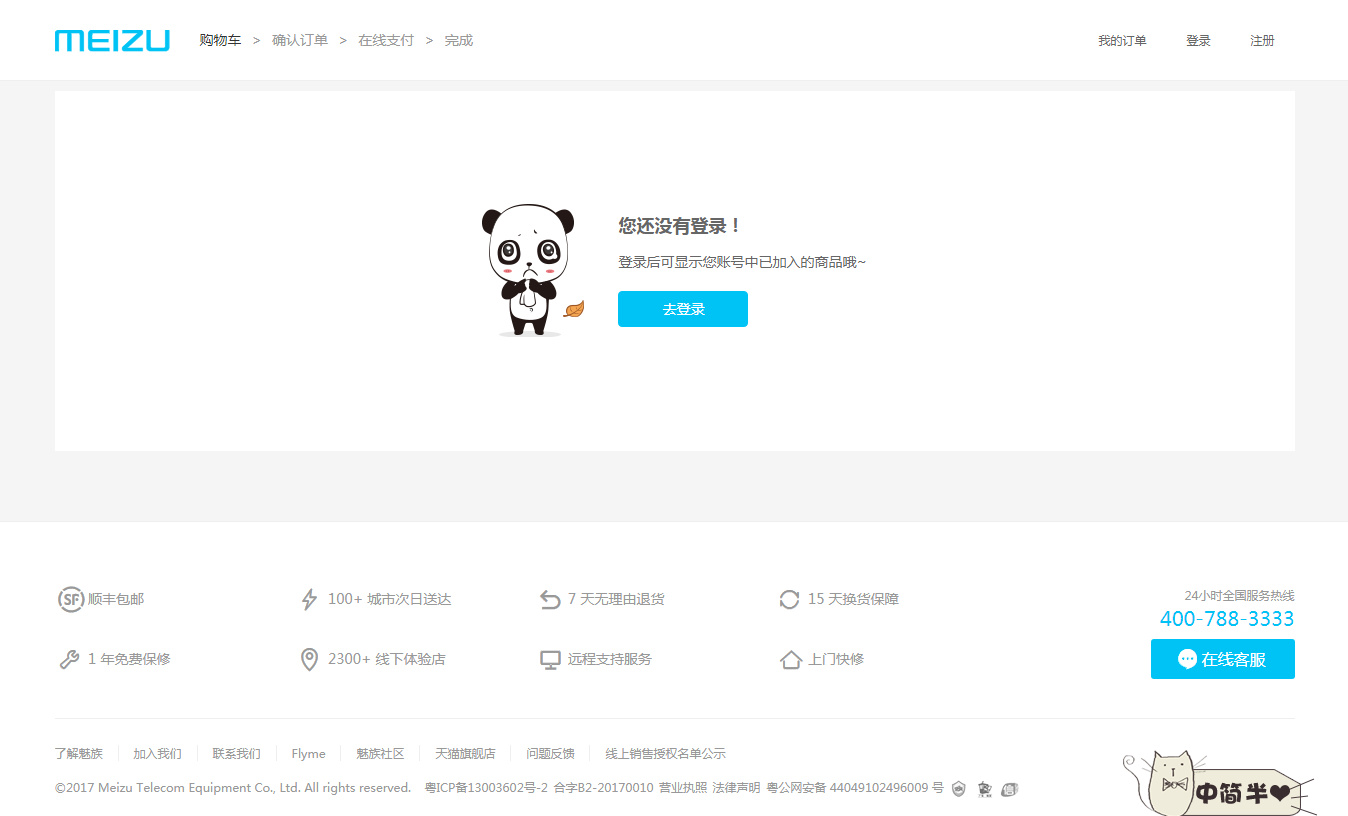 MEIZU 购物车 > 确认订单 > 在线支付 > 完成 我的订单 登录 注册
您还没有登录！
登录后可显示您账号中已加入的商品哦~
去登录
SF 顺丰包邮 100+ 城市次日送达 7 天无理由退货 15 天换货保障
24小时全国服务热线
400-788-3333
1 年免费保修 2300+ 线下体验店 远程支持服务 上门快修
在线客服
了解魅族 加入我们 联系我们 Flyme 魅族社区 天猫旗舰店 问题反馈 线上销售授权名单公示
©2017 Meizu Telecom Equipment Co., Ltd. All rights reserved. 粤ICP备13003602号-2 合字B2-20170010 营业执照 法律声明 粤公网安备 44049102496009 号
中简半